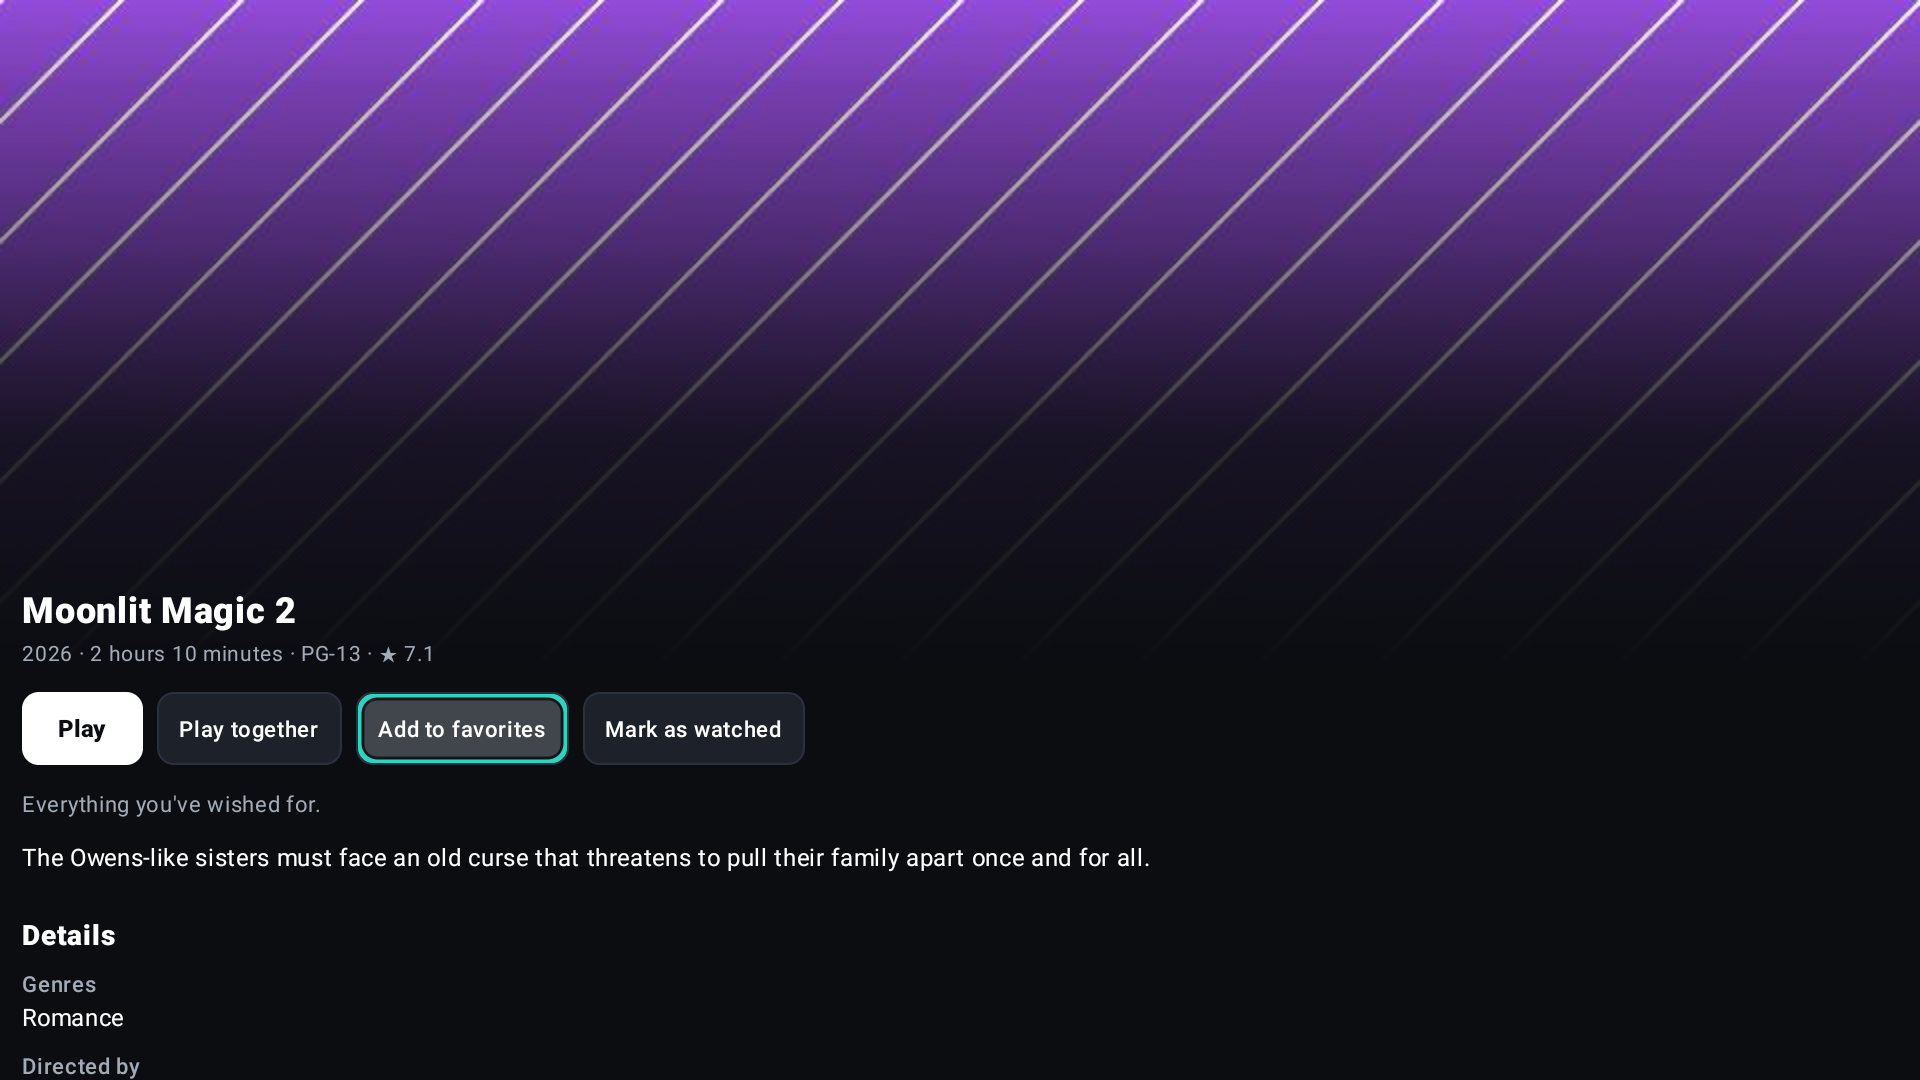 Moonlit Magic 2
2026 · 2 hours 10 minutes · PG-13 · ★ 7.1
Play
Play together
Add to favorites
Mark as watched
Everything you've wished for.
The Owens-like sisters must face an old curse that threatens to pull their family apart once and for all.
Details
Genres
Romance
Directed by